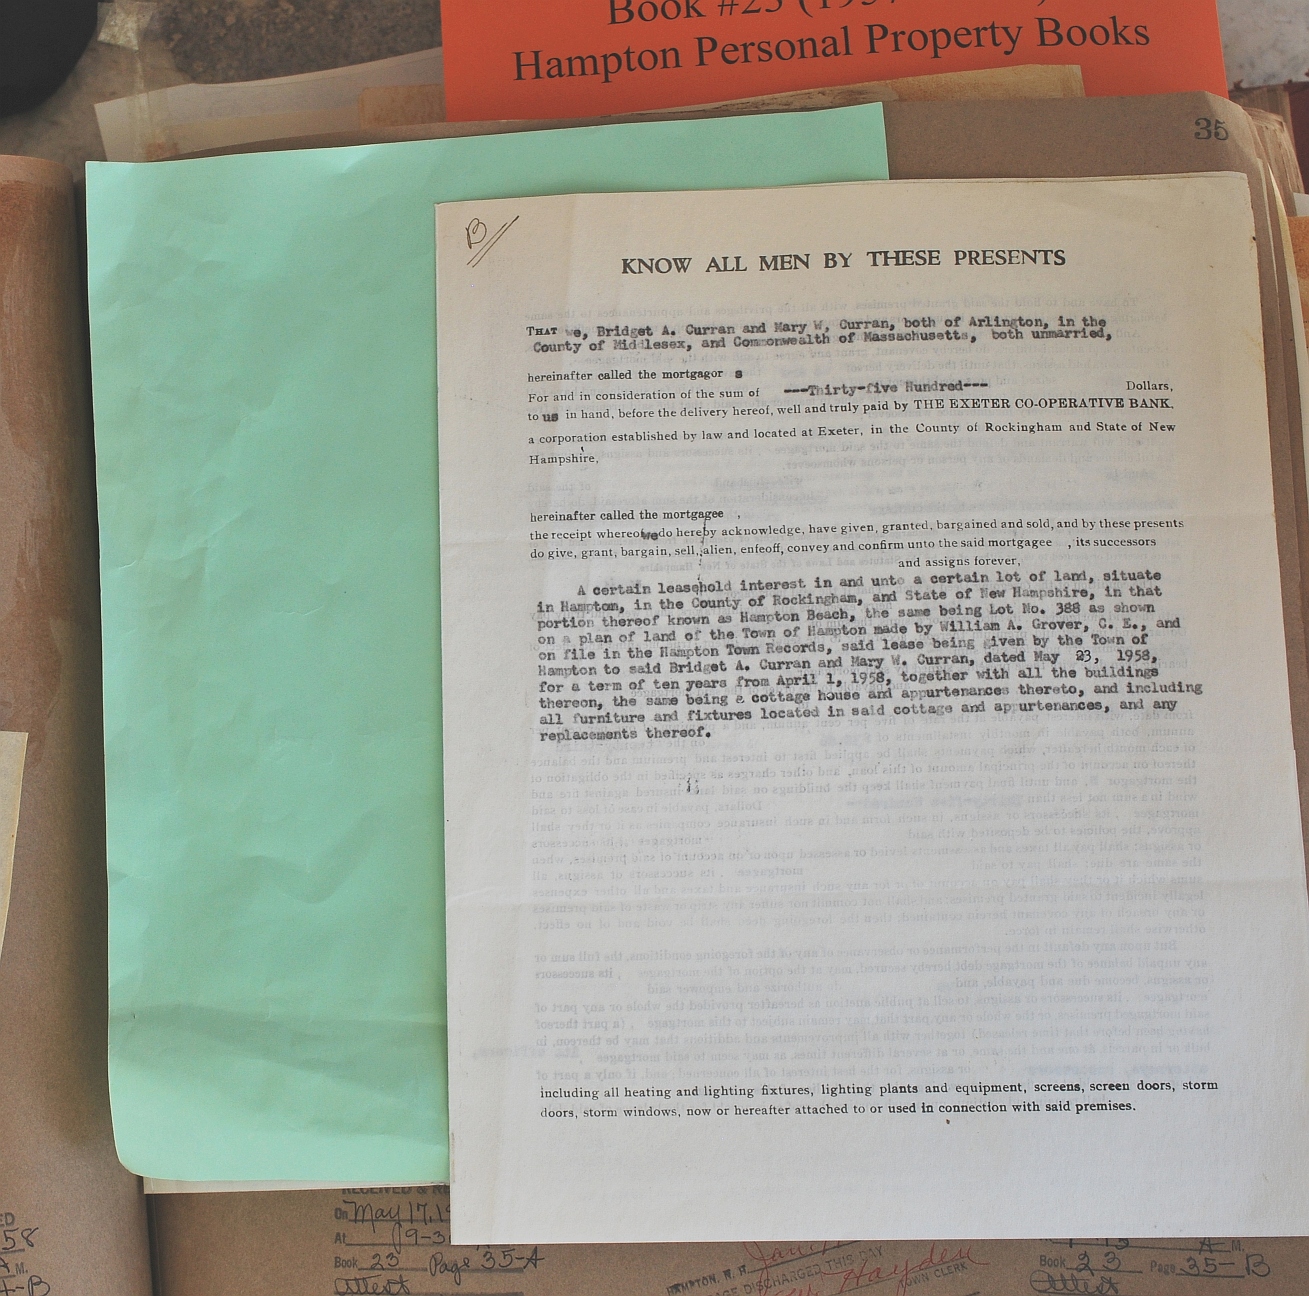 Book #23
Hampton Personal Property Books
35
B
KNOW ALL MEN BY THESE PRESENTS
THAT we, Bridget A. Curran and Mary W. Curran, both of Arlington, in the
County of Middlesex, and Commonwealth of Massachusetts, both unmarried,
hereinafter called the mortgagor s
For and in consideration of the sum of ---Thirty-five Hundred--- Dollars,
to us in hand, before the delivery hereof, well and truly paid by THE EXETER CO-OPERATIVE BANK,
a corporation established by law and located at Exeter, in the County of Rockingham and State of New
Hampshire,
hereinafter called the mortgagee ,
the receipt whereof we do hereby acknowledge, have given, granted, bargained and sold, and by these presents
do give, grant, bargain, sell, alien, enfeoff, convey and confirm unto the said mortgagee , its successors
and assigns forever,
A certain leasehold interest in and unto a certain lot of land, situate
in Hampton, in the County of Rockingham, and State of New Hampshire, in that
portion thereof known as Hampton Beach, the same being Lot No. 388 as shown
on a plan of land of the Town of Hampton made by William A. Grover, C. E., and
on file in the Hampton Town Records, said lease being given by the Town of
Hampton to said Bridget A. Curran and Mary W. Curran, dated May 23, 1958,
for a term of ten years from April 1, 1958, together with all the buildings
thereon, the same being a cottage house and appurtenances thereto, and including
all furniture and fixtures located in said cottage and appurtenances, and any
replacements thereof.
including all heating and lighting fixtures, lighting plants and equipment, screens, screen doors, storm
doors, storm windows, now or hereafter attached to or used in connection with said premises.
RECEIVED &
On May 17, 1
At 9-3
Book 23 Page 35-A
Attest
58
M.
-B
HAMPTON, N. H.
DISCHARGED THIS DAY
Hayden
TOWN CLERK
A M.
Book 23 Page 35-B
Attest